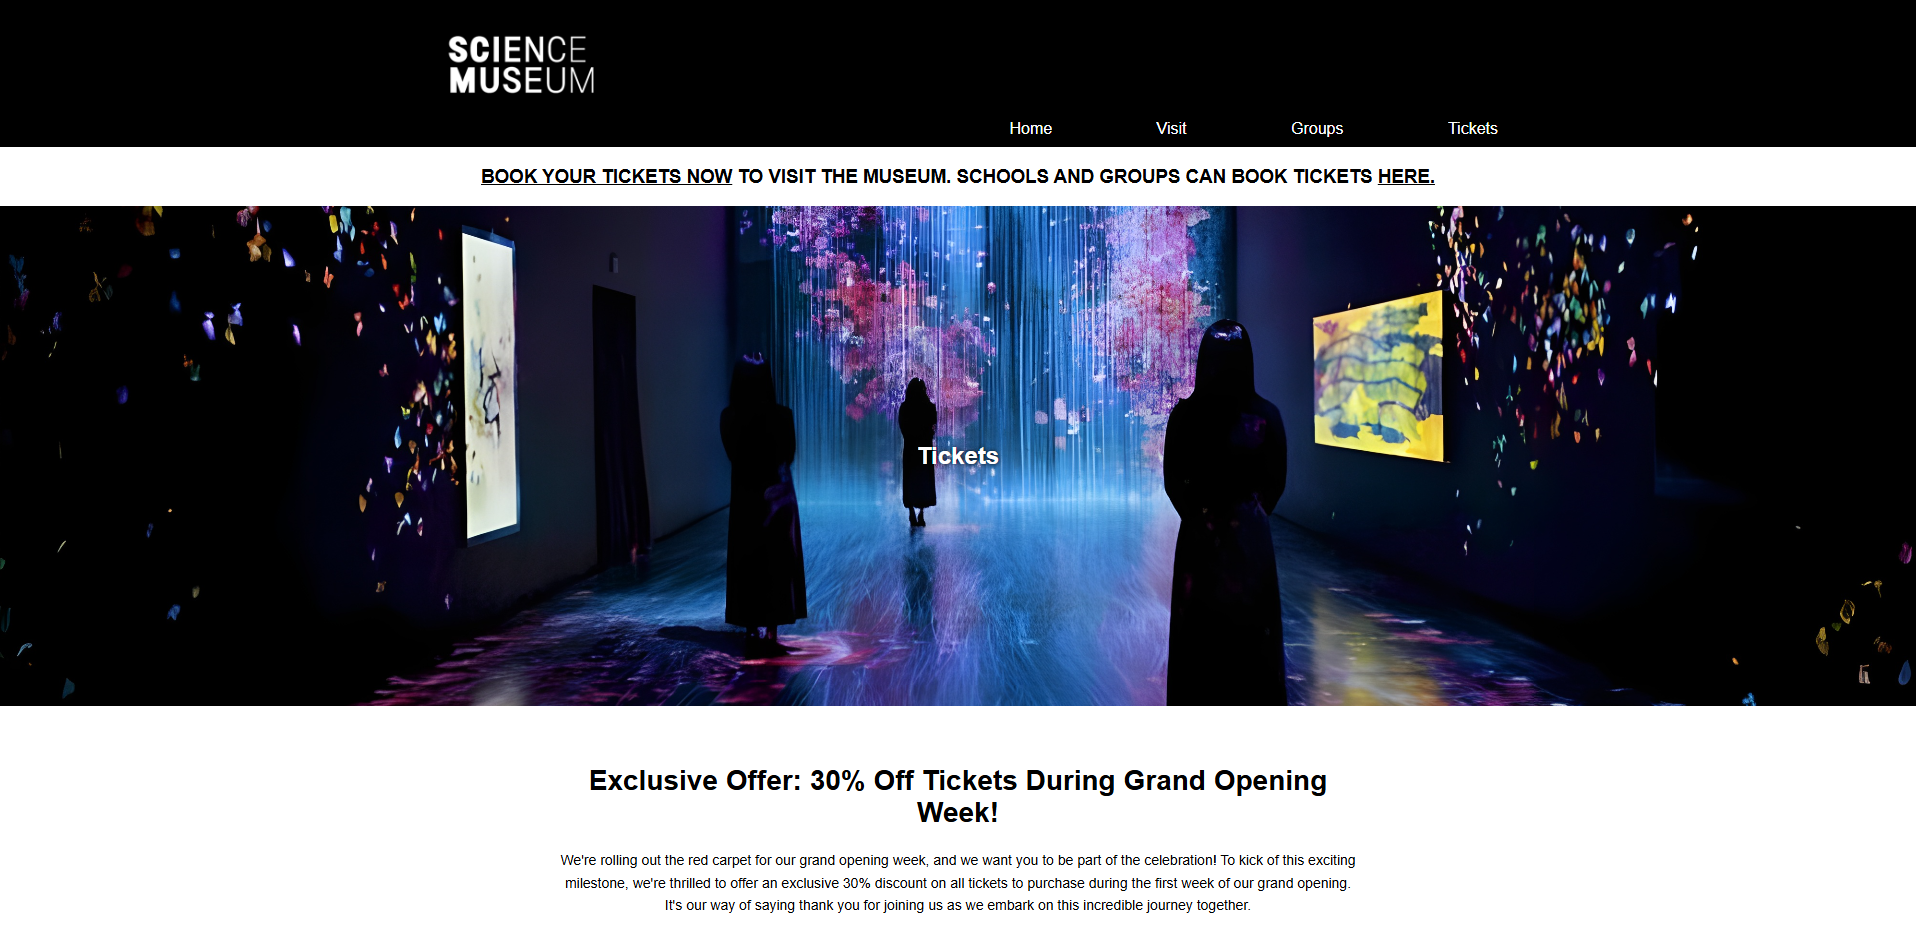 SCIENCE
MUSEUM
Home Visit Groups Tickets
BOOK YOUR TICKETS NOW TO VISIT THE MUSEUM. SCHOOLS AND GROUPS CAN BOOK TICKETS HERE.
Tickets
Exclusive Offer: 30% Off Tickets During Grand Opening
Week!
We're rolling out the red carpet for our grand opening week, and we want you to be part of the celebration! To kick of this exciting
milestone, we're thrilled to offer an exclusive 30% discount on all tickets to purchase during the first week of our grand opening.
It's our way of saying thank you for joining us as we embark on this incredible journey together.